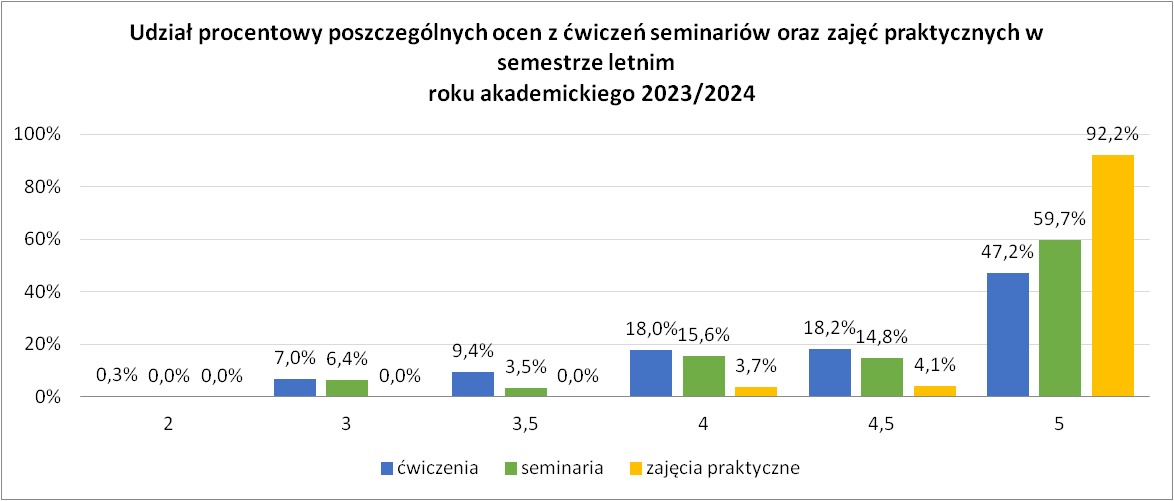 Udział procentowy poszczególnych ocen z ćwiczeń seminariów oraz zajęć praktycznych w
semestrze letnim
roku akademickiego 2023/2024
100%
80%
60%
40%
20%
0%
0,3% 0,0% 0,0%
7,0% 6,4% 0,0%
9,4% 3,5% 0,0%
18,0% 15,6% 3,7%
18,2% 14,8% 4,1%
47,2% 59,7% 92,2%
2 3 3,5 4 4,5 5
ćwiczenia seminaria zajęcia praktyczne